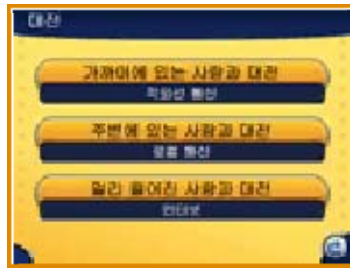 대전
가까이에 있는 사람과 대전
적외선 통신
주변에 있는 사람과 대전
로컬 통신
멀리 떨어진 사람과 대전
인터넷